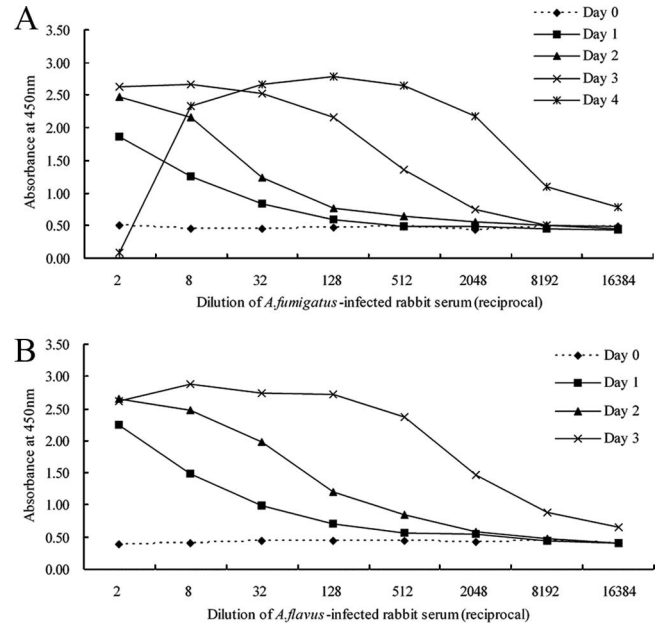 A
3.50
3.00
2.50
2.00
1.50
1.00
0.50
0.00
Absorbance at 450nm
Day 0
Day 1
Day 2
Day 3
Day 4
2 8 32 128 512 2048 8192 16384
Dilution of A.fumigatus-infected rabbit serum (reciprocal)
B
3.50
3.00
2.50
2.00
1.50
1.00
0.50
0.00
Absorbance at 450nm
Day 0
Day 1
Day 2
Day 3
2 8 32 128 512 2048 8192 16384
Dilution of A.flavus-infected rabbit serum (reciprocal)